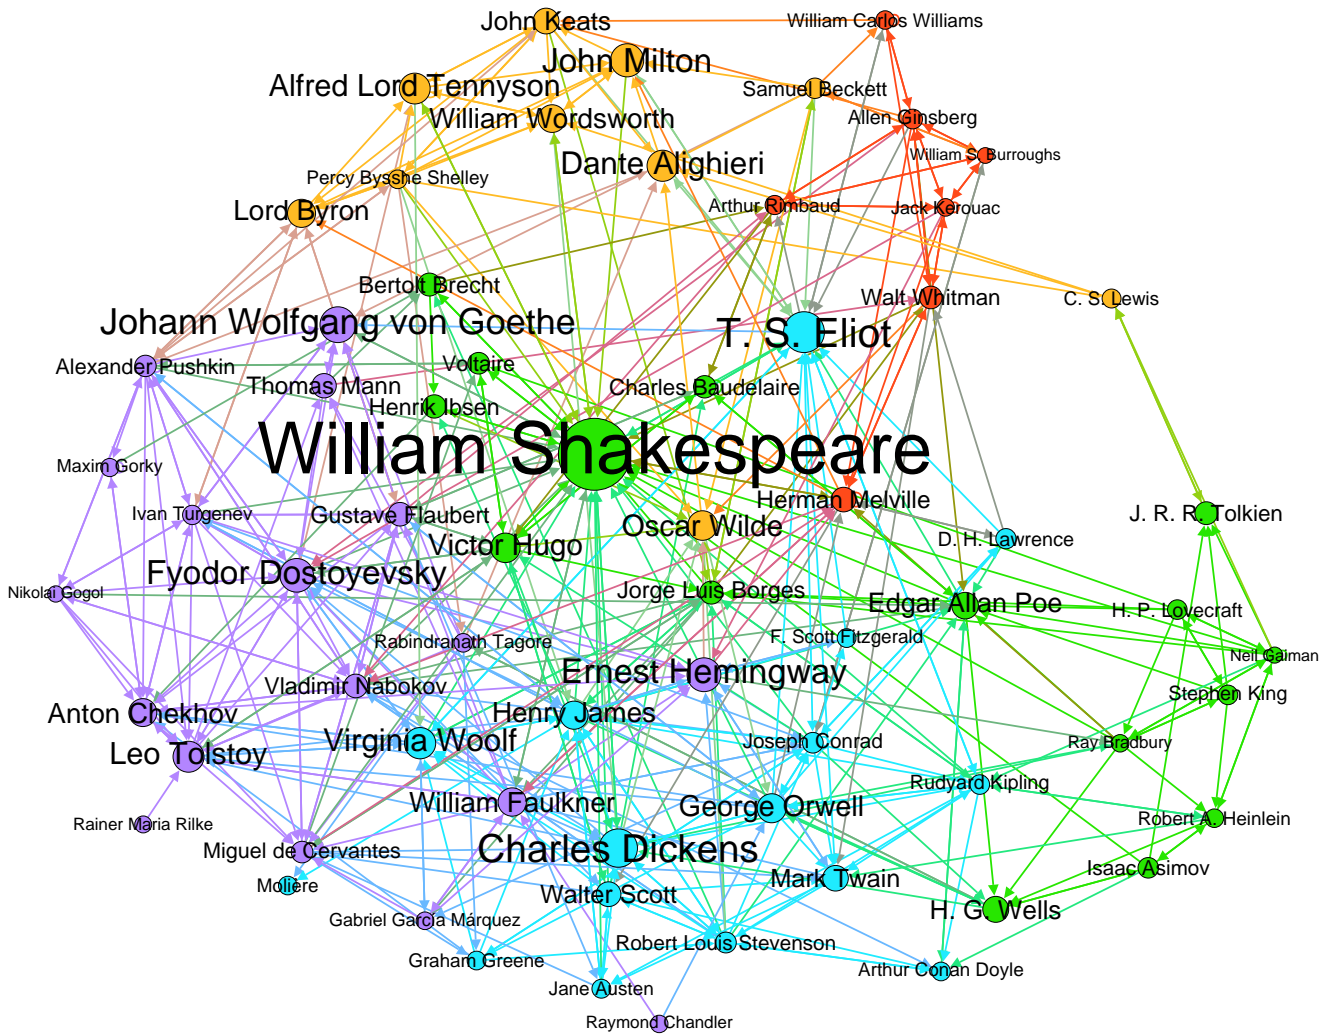 John Keats
William Carlos Williams
John Milton
Alfred Lord Tennyson
Samuel Beckett
William Wordsworth
Allen Ginsberg
William S. Burroughs
Dante Alighieri
Percy Bysshe Shelley
Lord Byron
Arthur Rimbaud
Jack Kerouac
Bertolt Brecht
Walt Whitman
C. S. Lewis
Johann Wolfgang von Goethe
T. S. Eliot
Alexander Pushkin
Voltaire
Thomas Mann
Charles Baudelaire
Henrik Ibsen
William Shakespeare
Maxim Gorky
Herman Melville
Ivan Turgenev
Gustave Flaubert
Oscar Wilde
J. R. R. Tolkien
Victor Hugo
D. H. Lawrence
Fyodor Dostoyevsky
Nikolai Gogol
Jorge Luis Borges
Edgar Allan Poe
H. P. Lovecraft
Rabindranath Tagore
F. Scott Fitzgerald
Neil Gaiman
Ernest Hemingway
Vladimir Nabokov
Stephen King
Anton Chekhov
Henry James
Virginia Woolf
Joseph Conrad
Ray Bradbury
Leo Tolstoy
Rudyard Kipling
William Faulkner
George Orwell
Rainer Maria Rilke
Robert A. Heinlein
Miguel de Cervantes
Charles Dickens
Isaac Asimov
Molière
Walter Scott
Mark Twain
Gabriel García Márquez
H. G. Wells
Robert Louis Stevenson
Graham Greene
Arthur Conan Doyle
Jane Austen
Raymond Chandler